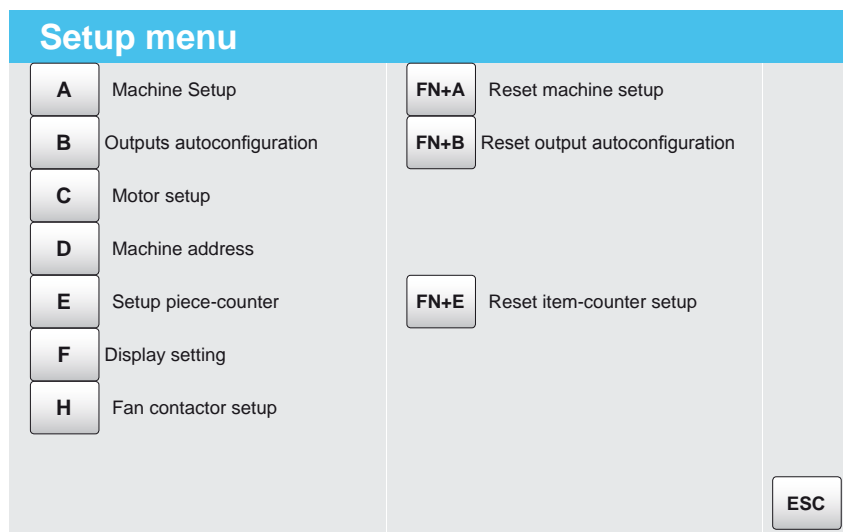 Setup menu
A Machine Setup FN+A Reset machine setup
B Outputs autoconfiguration FN+B Reset output autoconfiguration
C Motor setup
D Machine address
E Setup piece-counter FN+E Reset item-counter setup
F Display setting
H Fan contactor setup
ESC